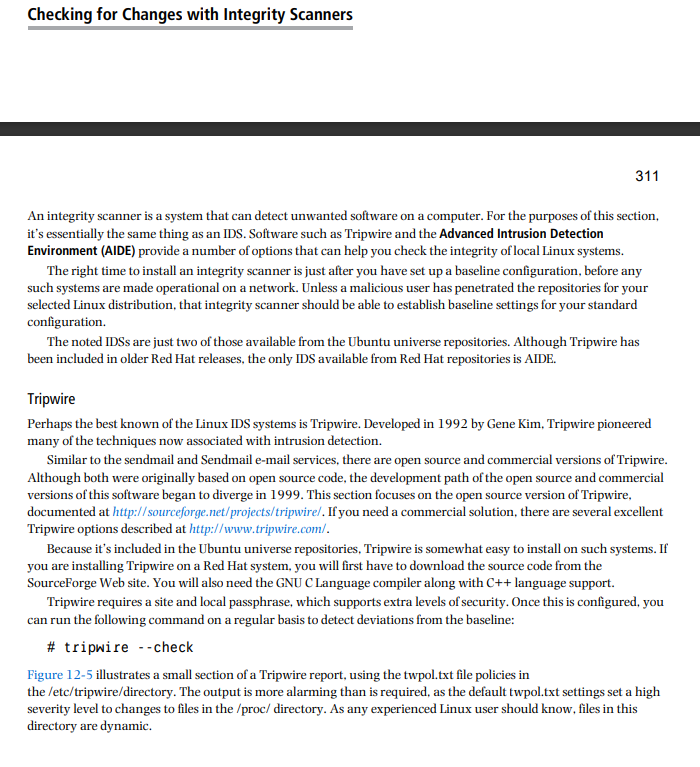 Checking for Changes with Integrity Scanners
311
An integrity scanner is a system that can detect unwanted software on a computer. For the purposes of this section,
it's essentially the same thing as an IDS. Software such as Tripwire and the Advanced Intrusion Detection
Environment (AIDE) provide a number of options that can help you check the integrity of local Linux systems.
The right time to install an integrity scanner is just after you have set up a baseline configuration, before any
such systems are made operational on a network. Unless a malicious user has penetrated the repositories for your
selected Linux distribution, that integrity scanner should be able to establish baseline settings for your standard
configuration.
The noted IDSs are just two of those available from the Ubuntu universe repositories. Although Tripwire has
been included in older Red Hat releases, the only IDS available from Red Hat repositories is AIDE.
Tripwire
Perhaps the best known of the Linux IDS systems is Tripwire. Developed in 1992 by Gene Kim, Tripwire pioneered
many of the techniques now associated with intrusion detection.
Similar to the sendmail and Sendmail e-mail services, there are open source and commercial versions of Tripwire.
Although both were originally based on open source code, the development path of the open source and commercial
versions of this software began to diverge in 1999. This section focuses on the open source version of Tripwire,
documented at http://sourceforge.net/projects/tripwire/. If you need a commercial solution, there are several excellent
Tripwire options described at http://www.tripwire.com/.
Because it's included in the Ubuntu universe repositories, Tripwire is somewhat easy to install on such systems. If
you are installing Tripwire on a Red Hat system, you will first have to download the source code from the
SourceForge Web site. You will also need the GNU C Language compiler along with C++ language support.
Tripwire requires a site and local passphrase, which supports extra levels of security. Once this is configured, you
can run the following command on a regular basis to detect deviations from the baseline:
# tripwire --check
Figure 12-5 illustrates a small section of a Tripwire report, using the twpol.txt file policies in
the /etc/tripwire/directory. The output is more alarming than is required, as the default twpol.txt settings set a high
severity level to changes to files in the /proc/ directory. As any experienced Linux user should know, files in this
directory are dynamic.